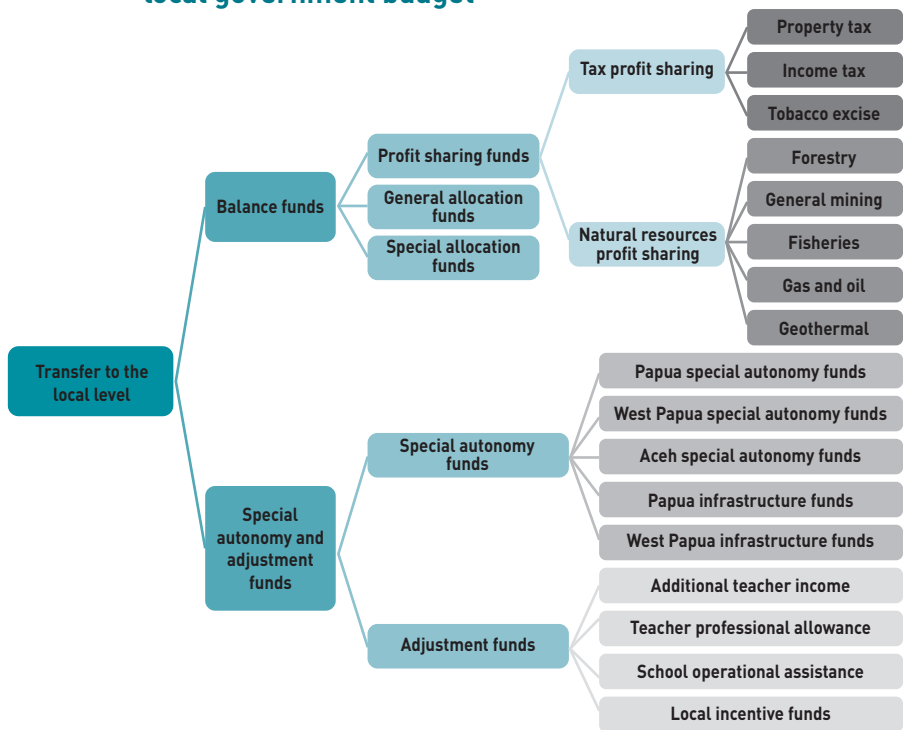 local government budget
Property tax
Tax profit sharing
Income tax
Tobacco excise
Profit sharing funds
Forestry
General allocation
funds
General mining
Balance funds
Special allocation
funds
Natural resources
profit sharing
Fisheries
Gas and oil
Geothermal
Transfer to the
local level
Papua special autonomy funds
West Papua special autonomy funds
Special autonomy
funds
Aceh special autonomy funds
Papua infrastructure funds
West Papua infrastructure funds
Special
autonomy and
adjustment
funds
Additional teacher income
Teacher professional allowance
Adjustment funds
School operational assistance
Local incentive funds